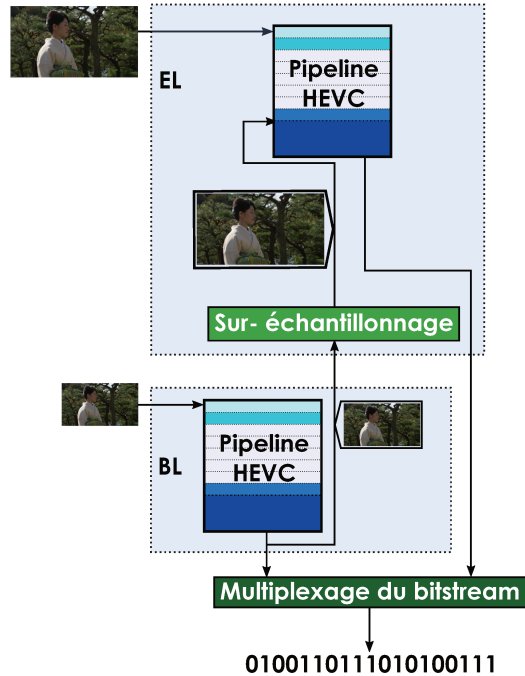 EL
Pipeline
HEVC
Sur- échantillonnage
BL
Pipeline
HEVC
Multiplexage du bitstream
0100110111010100111